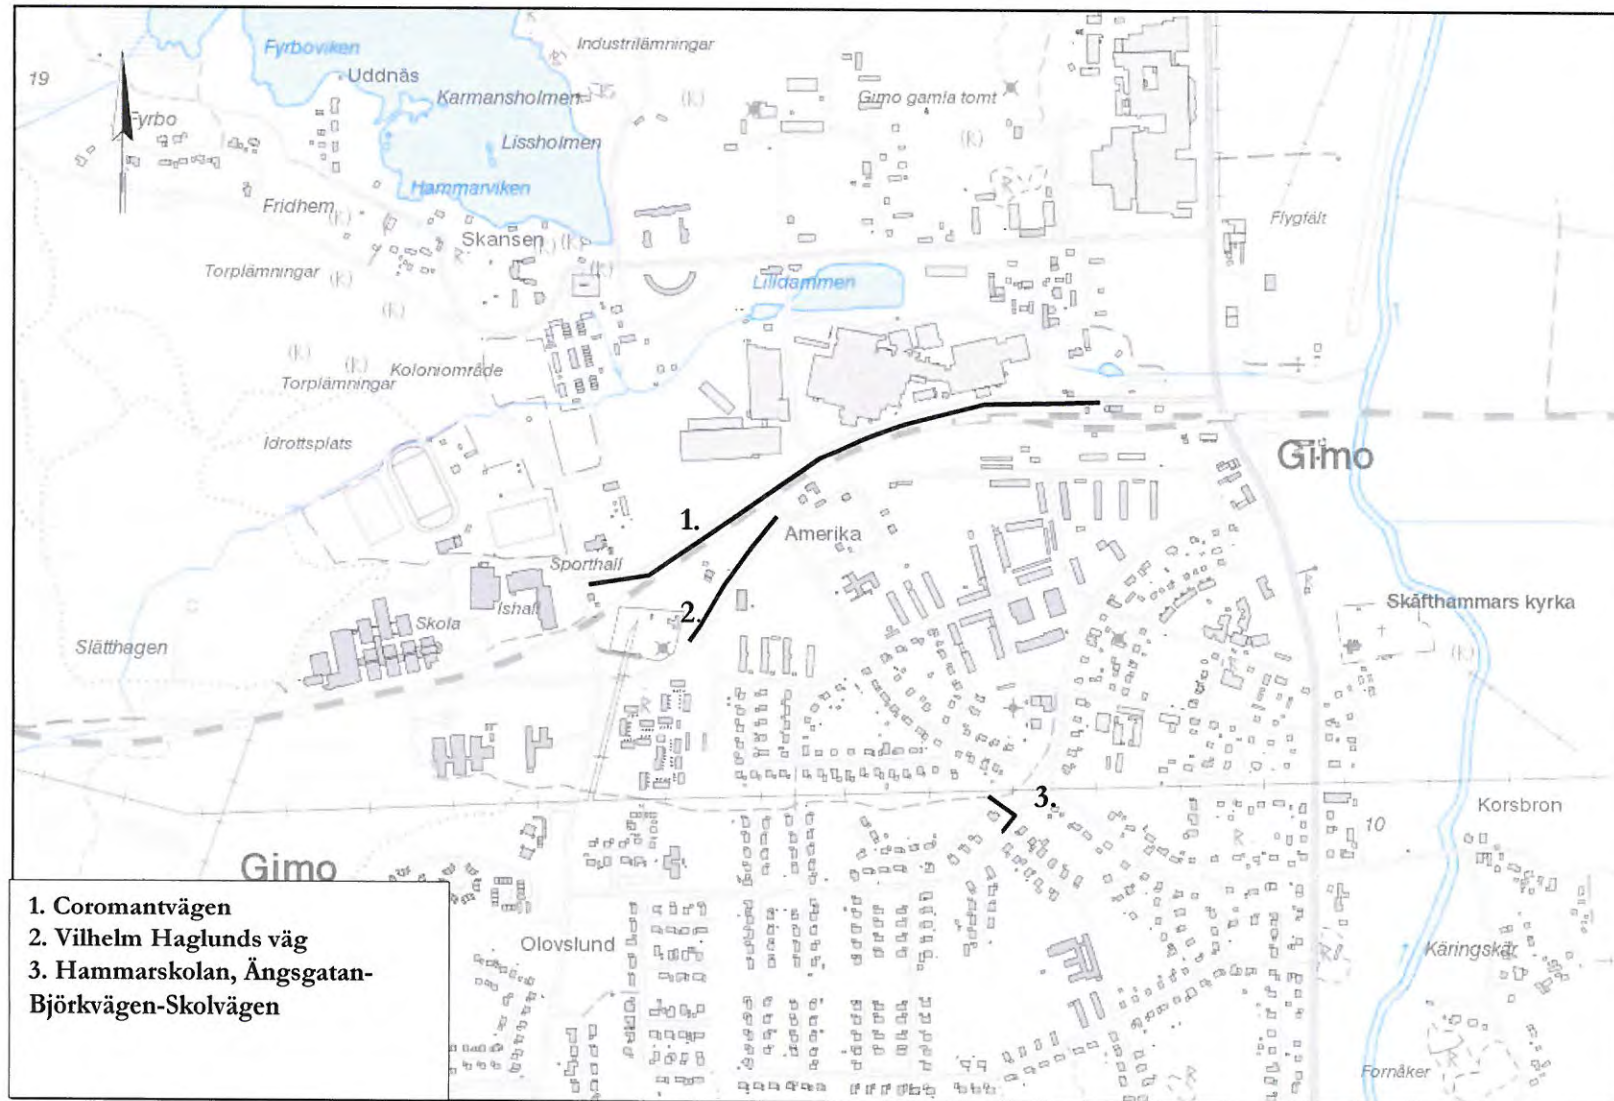 Fyrboviken
Industrilämningar
19
Uddnäs
Karmansholmen
(K)
Gimo gamla tomt
Fyrbo
R
(K)
Lissholmen
Hammarviken
Fridhem
(K)
Flygfält
Skansen
(K)
(K)
R
(K)
Torplämningar
(K)
Lilldammen
(K)
(K)
(K)
Koloniområde
Torplämningar
Idrottsplats
Gimo
1.
Amerika
Sporthall
Ishall
2.
Skåfthammars kyrka
Skola
Slätthagen
(K)
R
3.
Korsbron
10
Gimo
1. Coromantvägen
2. Vilhelm Haglunds väg
3. Hammarskolan, Ängsgatan-
Björkvägen-Skolvägen
Olovslund
Käringskär
R
Fornåker